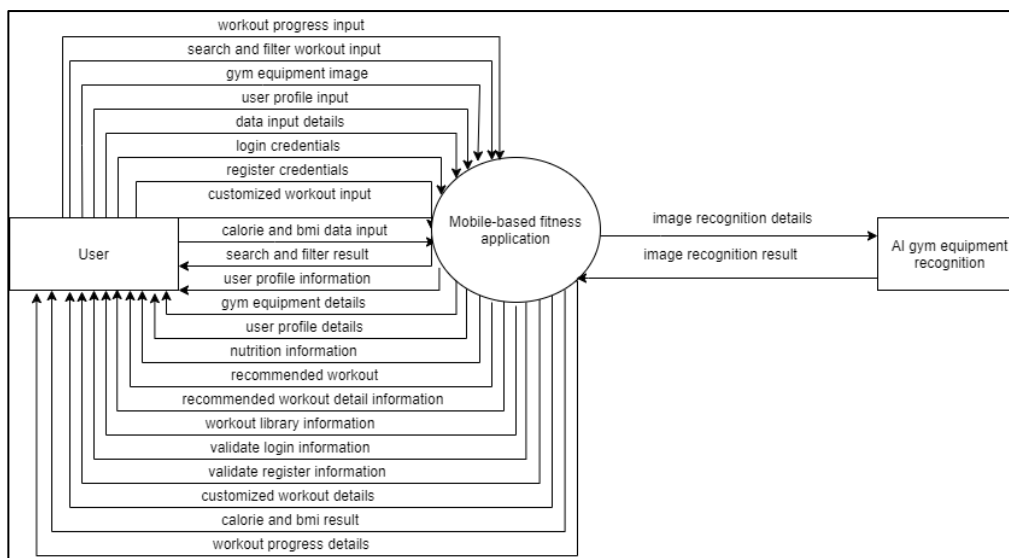 workout progress input
search and filter workout input
gym equipment image
user profile input
data input details
login credentials
register credentials
customized workout input
User
calorie and bmi data input
search and filter result
user profile information
gym equipment details
user profile details
nutrition information
recommended workout
recommended workout detail information
workout library information
validate login information
validate register information
customized workout details
calorie and bmi result
workout progress details
Mobile-based fitness
application
image recognition details
image recognition result
AI gym equipment
recognition